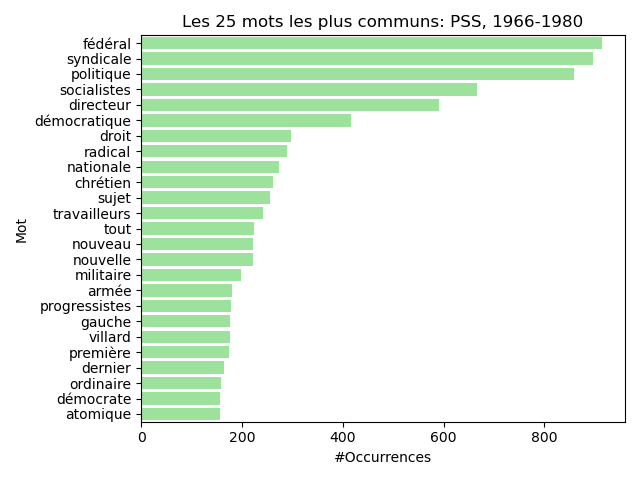 Les 25 mots les plus communs: PSS, 1966-1980
fédéral
syndicale
politique
socialistes
directeur
démocratique
droit
radical
nationale
chrétien
sujet
travailleurs
tout
nouveau
nouvelle
militaire
armée
progressistes
gauche
villard
première
dernier
ordinaire
démocrate
atomique
Mot
0 200 400 600 800
#Occurrences